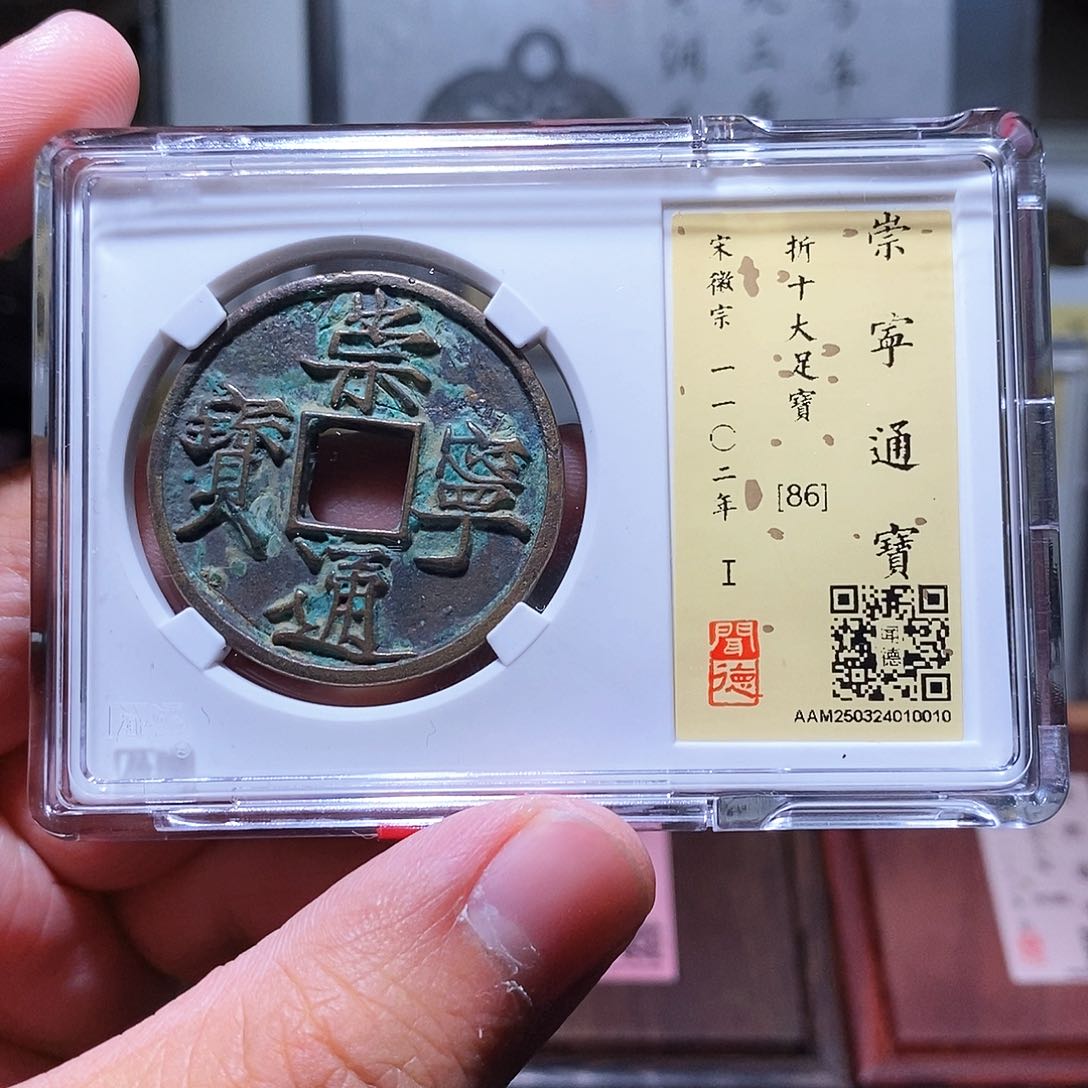 崇寧通寶
崇寧通寶
折十大足寶 [86]
宋徽宗 一一〇二年 I
聞德
聞德
AAM250324010010